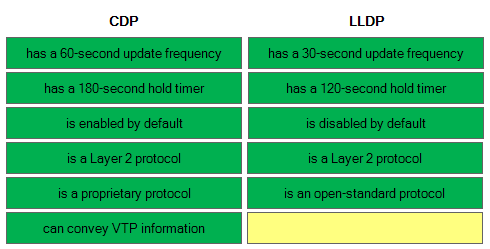 CDP LLDP
has a 60-second update frequency has a 30-second update frequency
has a 180-second hold timer has a 120-second hold timer
is enabled by default is disabled by default
is a Layer 2 protocol is a Layer 2 protocol
is a proprietary protocol is an open-standard protocol
can convey VTP information